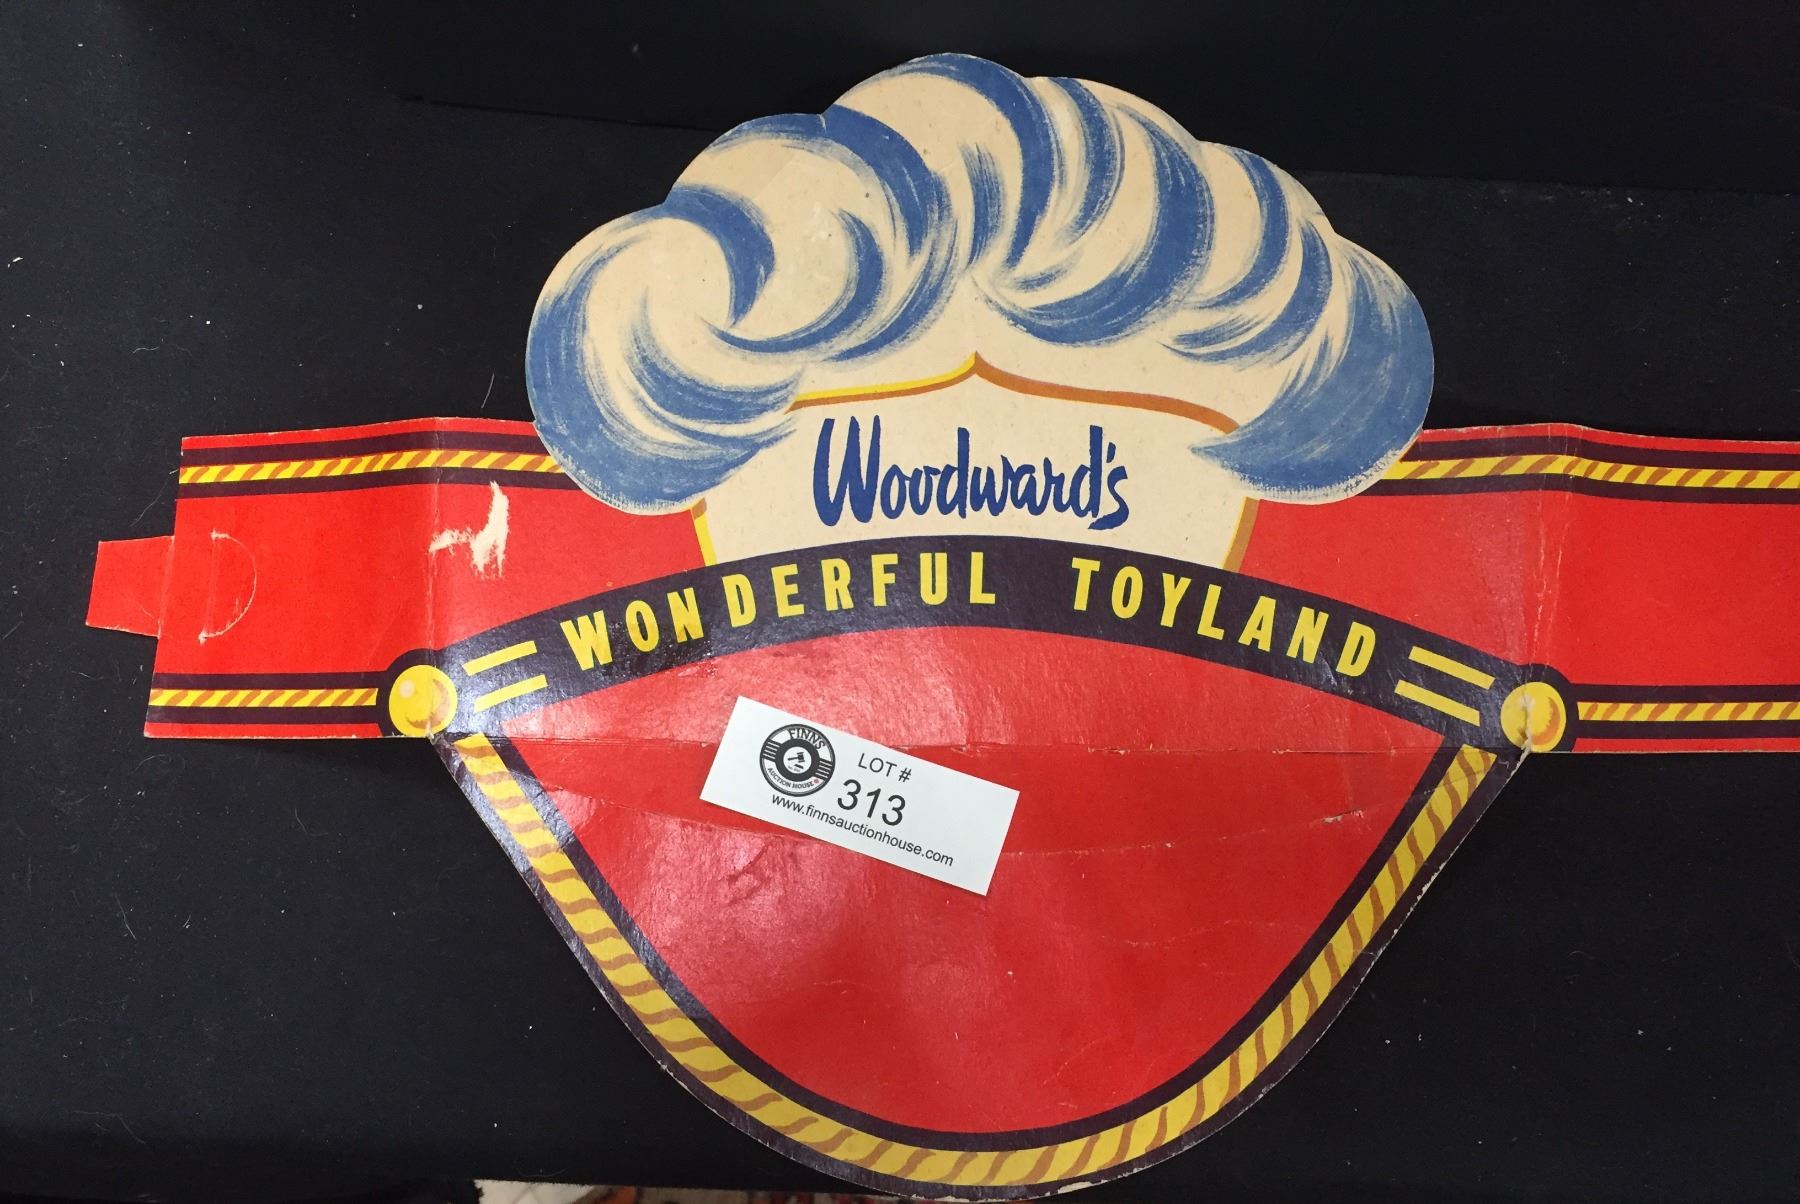 Woodward's
WONDERFUL TOYLAND
FINNS
AUCTION HOUSE
LOT #
313
www.finnsauctionhouse.com